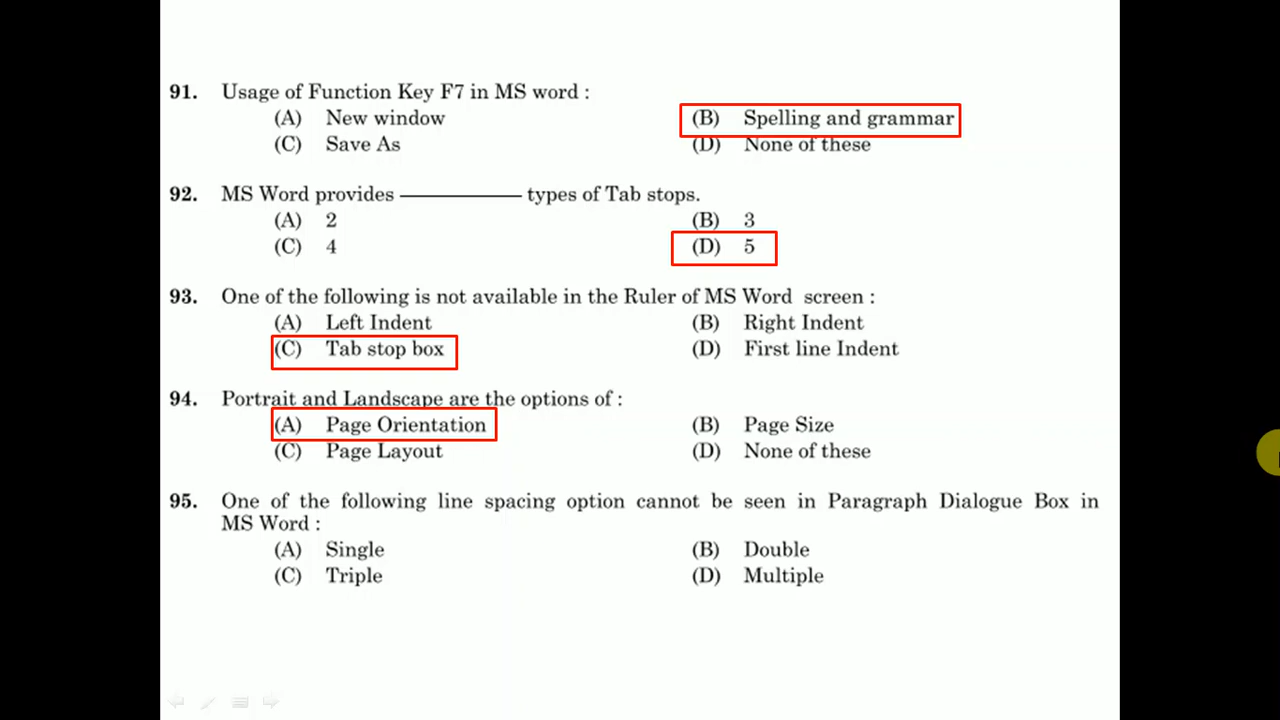 91. Usage of Function Key F7 in MS word :
(A) New window (B) Spelling and grammar
(C) Save As (D) None of these
92. MS Word provides ———— types of Tab stops.
(A) 2 (B) 3
(C) 4 (D) 5
93. One of the following is not available in the Ruler of MS Word screen :
(A) Left Indent (B) Right Indent
(C) Tab stop box (D) First line Indent
94. Portrait and Landscape are the options of :
(A) Page Orientation (B) Page Size
(C) Page Layout (D) None of these
95. One of the following line spacing option cannot be seen in Paragraph Dialogue Box in
MS Word :
(A) Single (B) Double
(C) Triple (D) Multiple